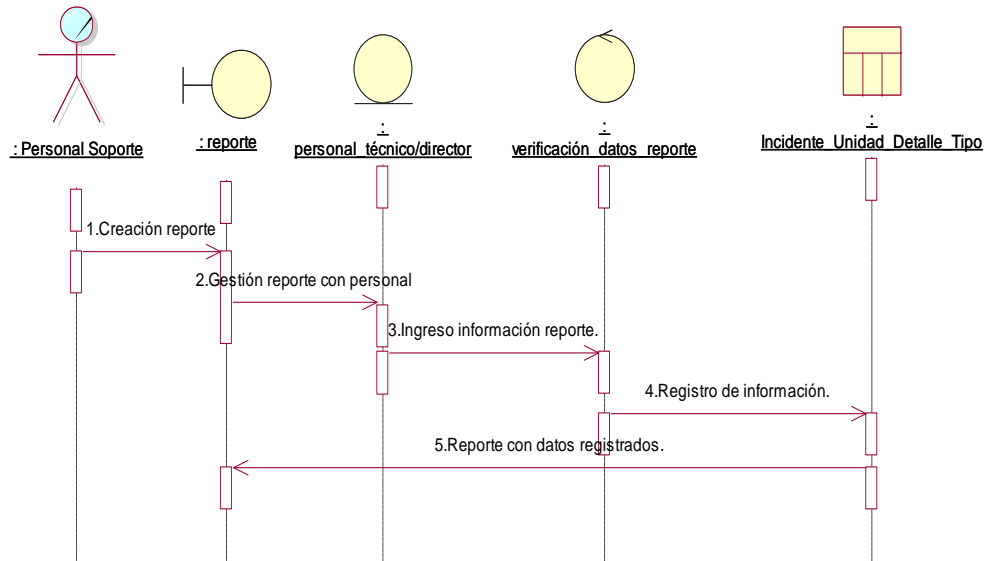 : Personal Soporte
: reporte
:
personal_técnico/director
:
verificación_datos_reporte
:
Incidente_Unidad_Detalle_Tipo
1.Creación reporte
2.Gestión reporte con personal
3.Ingreso información reporte.
4.Registro de información.
5.Reporte con datos registrados.